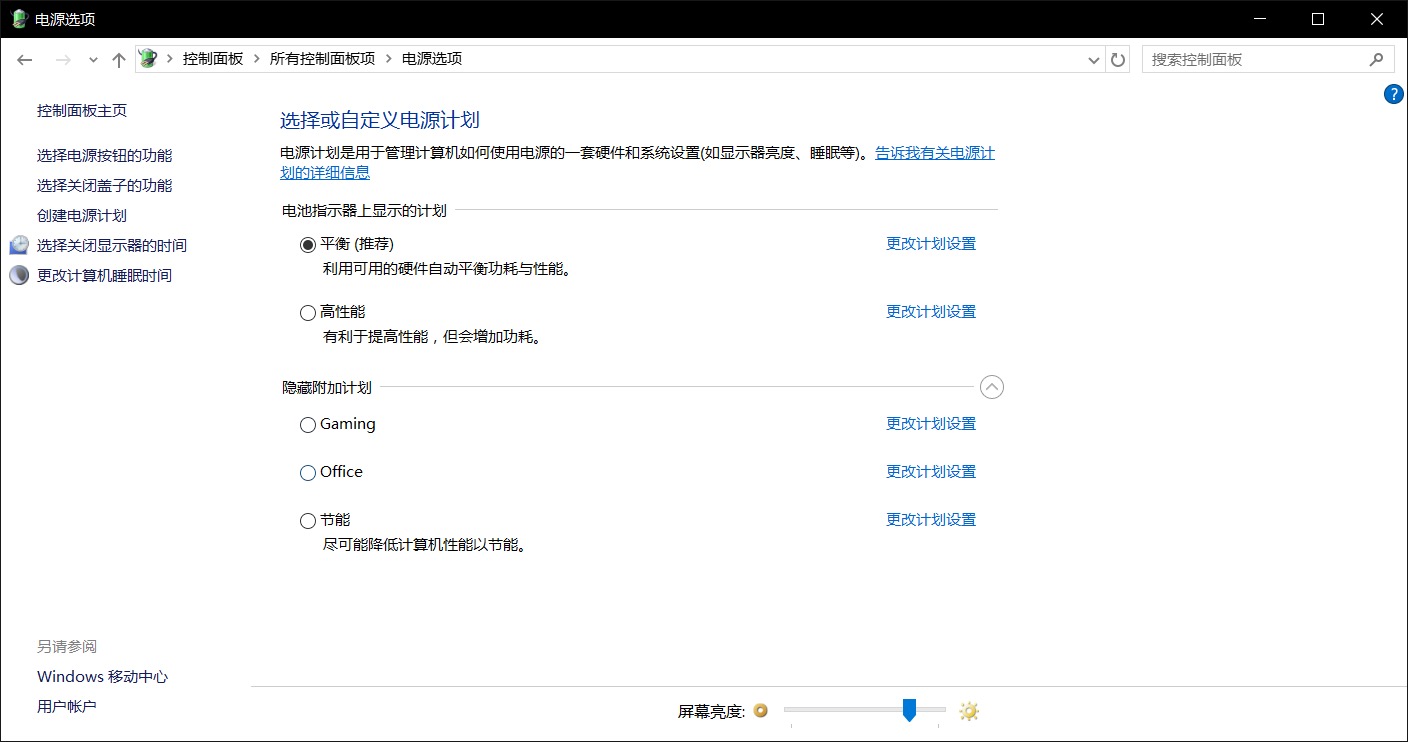 电源选项
控制面板 > 所有控制面板项 > 电源选项
搜索控制面板
?
控制面板主页
选择电源按钮的功能
选择关闭盖子的功能
创建电源计划
选择关闭显示器的时间
更改计算机睡眠时间
选择或自定义电源计划
电源计划是用于管理计算机如何使用电源的一套硬件和系统设置(如显示器亮度、睡眠等)。告诉我有关电源计
划的详细信息
电池指示器上显示的计划
平衡 (推荐) 更改计划设置
利用可用的硬件自动平衡功耗与性能。
高性能 更改计划设置
有利于提高性能，但会增加功耗。
隐藏附加计划
Gaming 更改计划设置
Office 更改计划设置
节能 更改计划设置
尽可能降低计算机性能以节能。
另请参阅
Windows 移动中心
用户帐户
屏幕亮度: